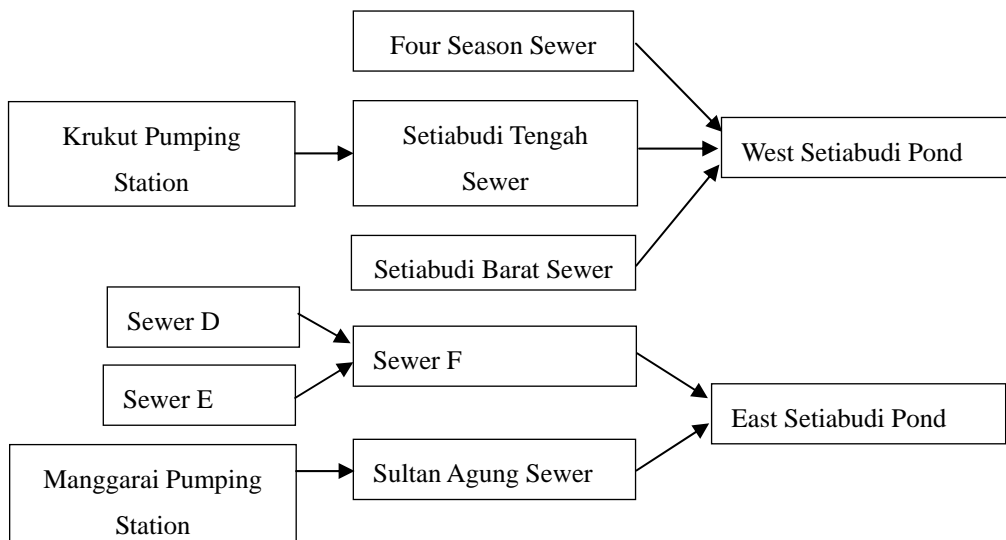 Four Season Sewer
Krukut Pumping
Station
Setiabudi Tengah
Sewer
West Setiabudi Pond
Setiabudi Barat Sewer
Sewer D
Sewer E
Sewer F
East Setiabudi Pond
Manggarai Pumping
Station
Sultan Agung Sewer